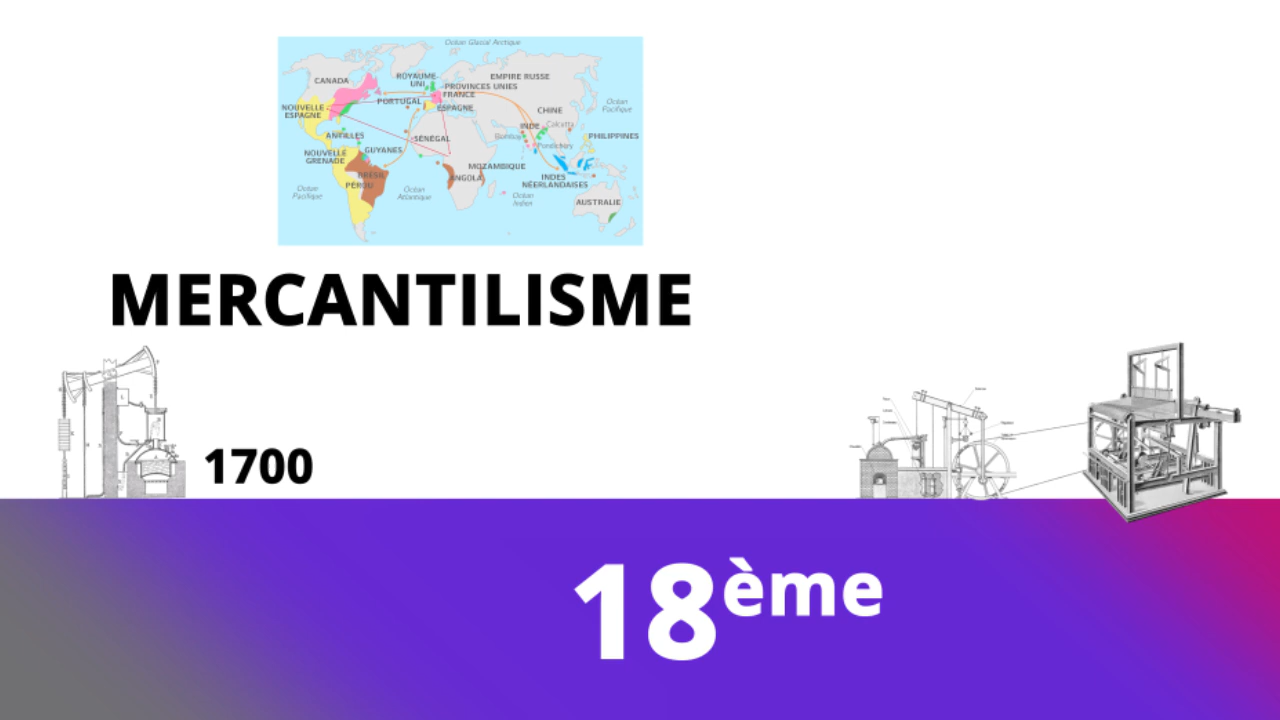 Océan Glacial Arctique
CANADA
ROYAUME-
UNI
EMPIRE RUSSE
PROVINCES UNIES
FRANCE
PORTUGAL
ESPAGNE
NOUVELLE
ESPAGNE
CHINE
Océan
Pacifique
INDE
Calcutta
Bombay
PHILIPPINES
ANTILLES
SÉNÉGAL
Pondichéry
NOUVELLE
GRENADE
GUYANES
MOZAMBIQUE
BRÉSIL
PÉROU
ANGOLA
INDES
NÉERLANDAISES
Océan
Pacifique
Océan
Atlantique
Océan
Indien
AUSTRALIE
MERCANTILISME
1700
18ème